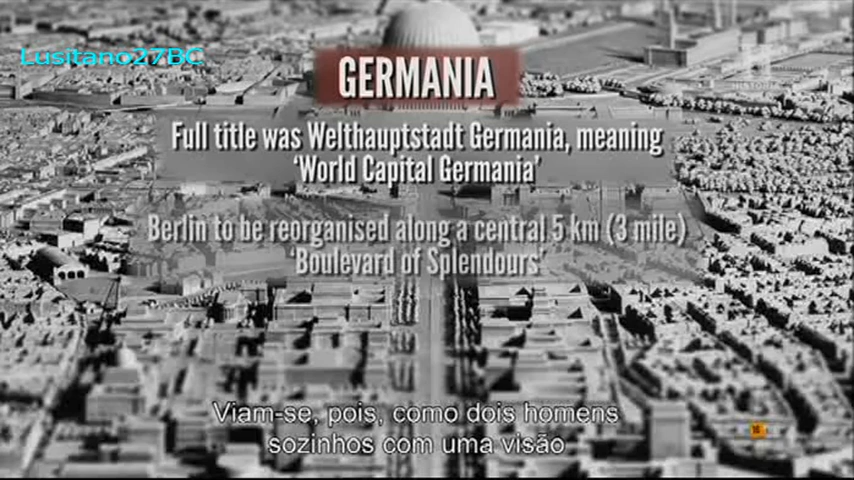 Lusitano27BC
GERMANIA
HISTORIA
Full title was Welthauptstadt Germania, meaning
‘World Capital Germania’
Berlin to be reorganised along a central 5 km (3 mile)
‘Boulevard of Splendours’
Viam-se, pois, como dois homens
sozinhos com uma visão